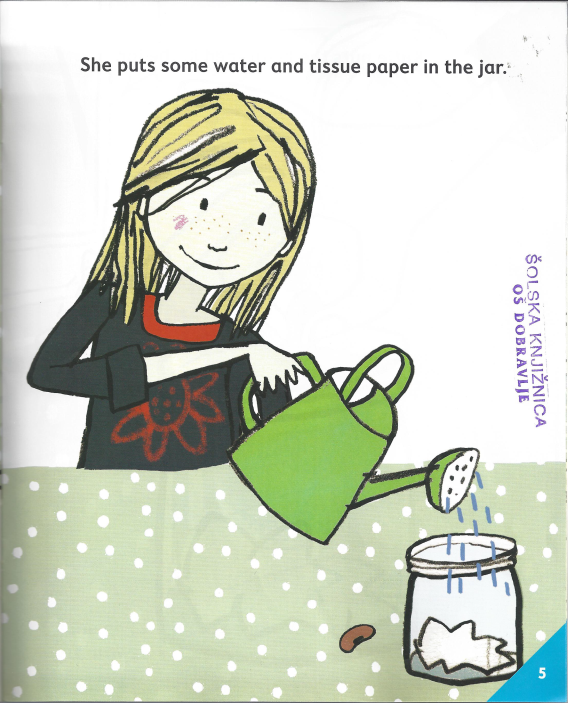 She puts some water and tissue paper in the jar.
ŠOLSKA KNJIŽNICA
OŠ DOBRAVLJE
5